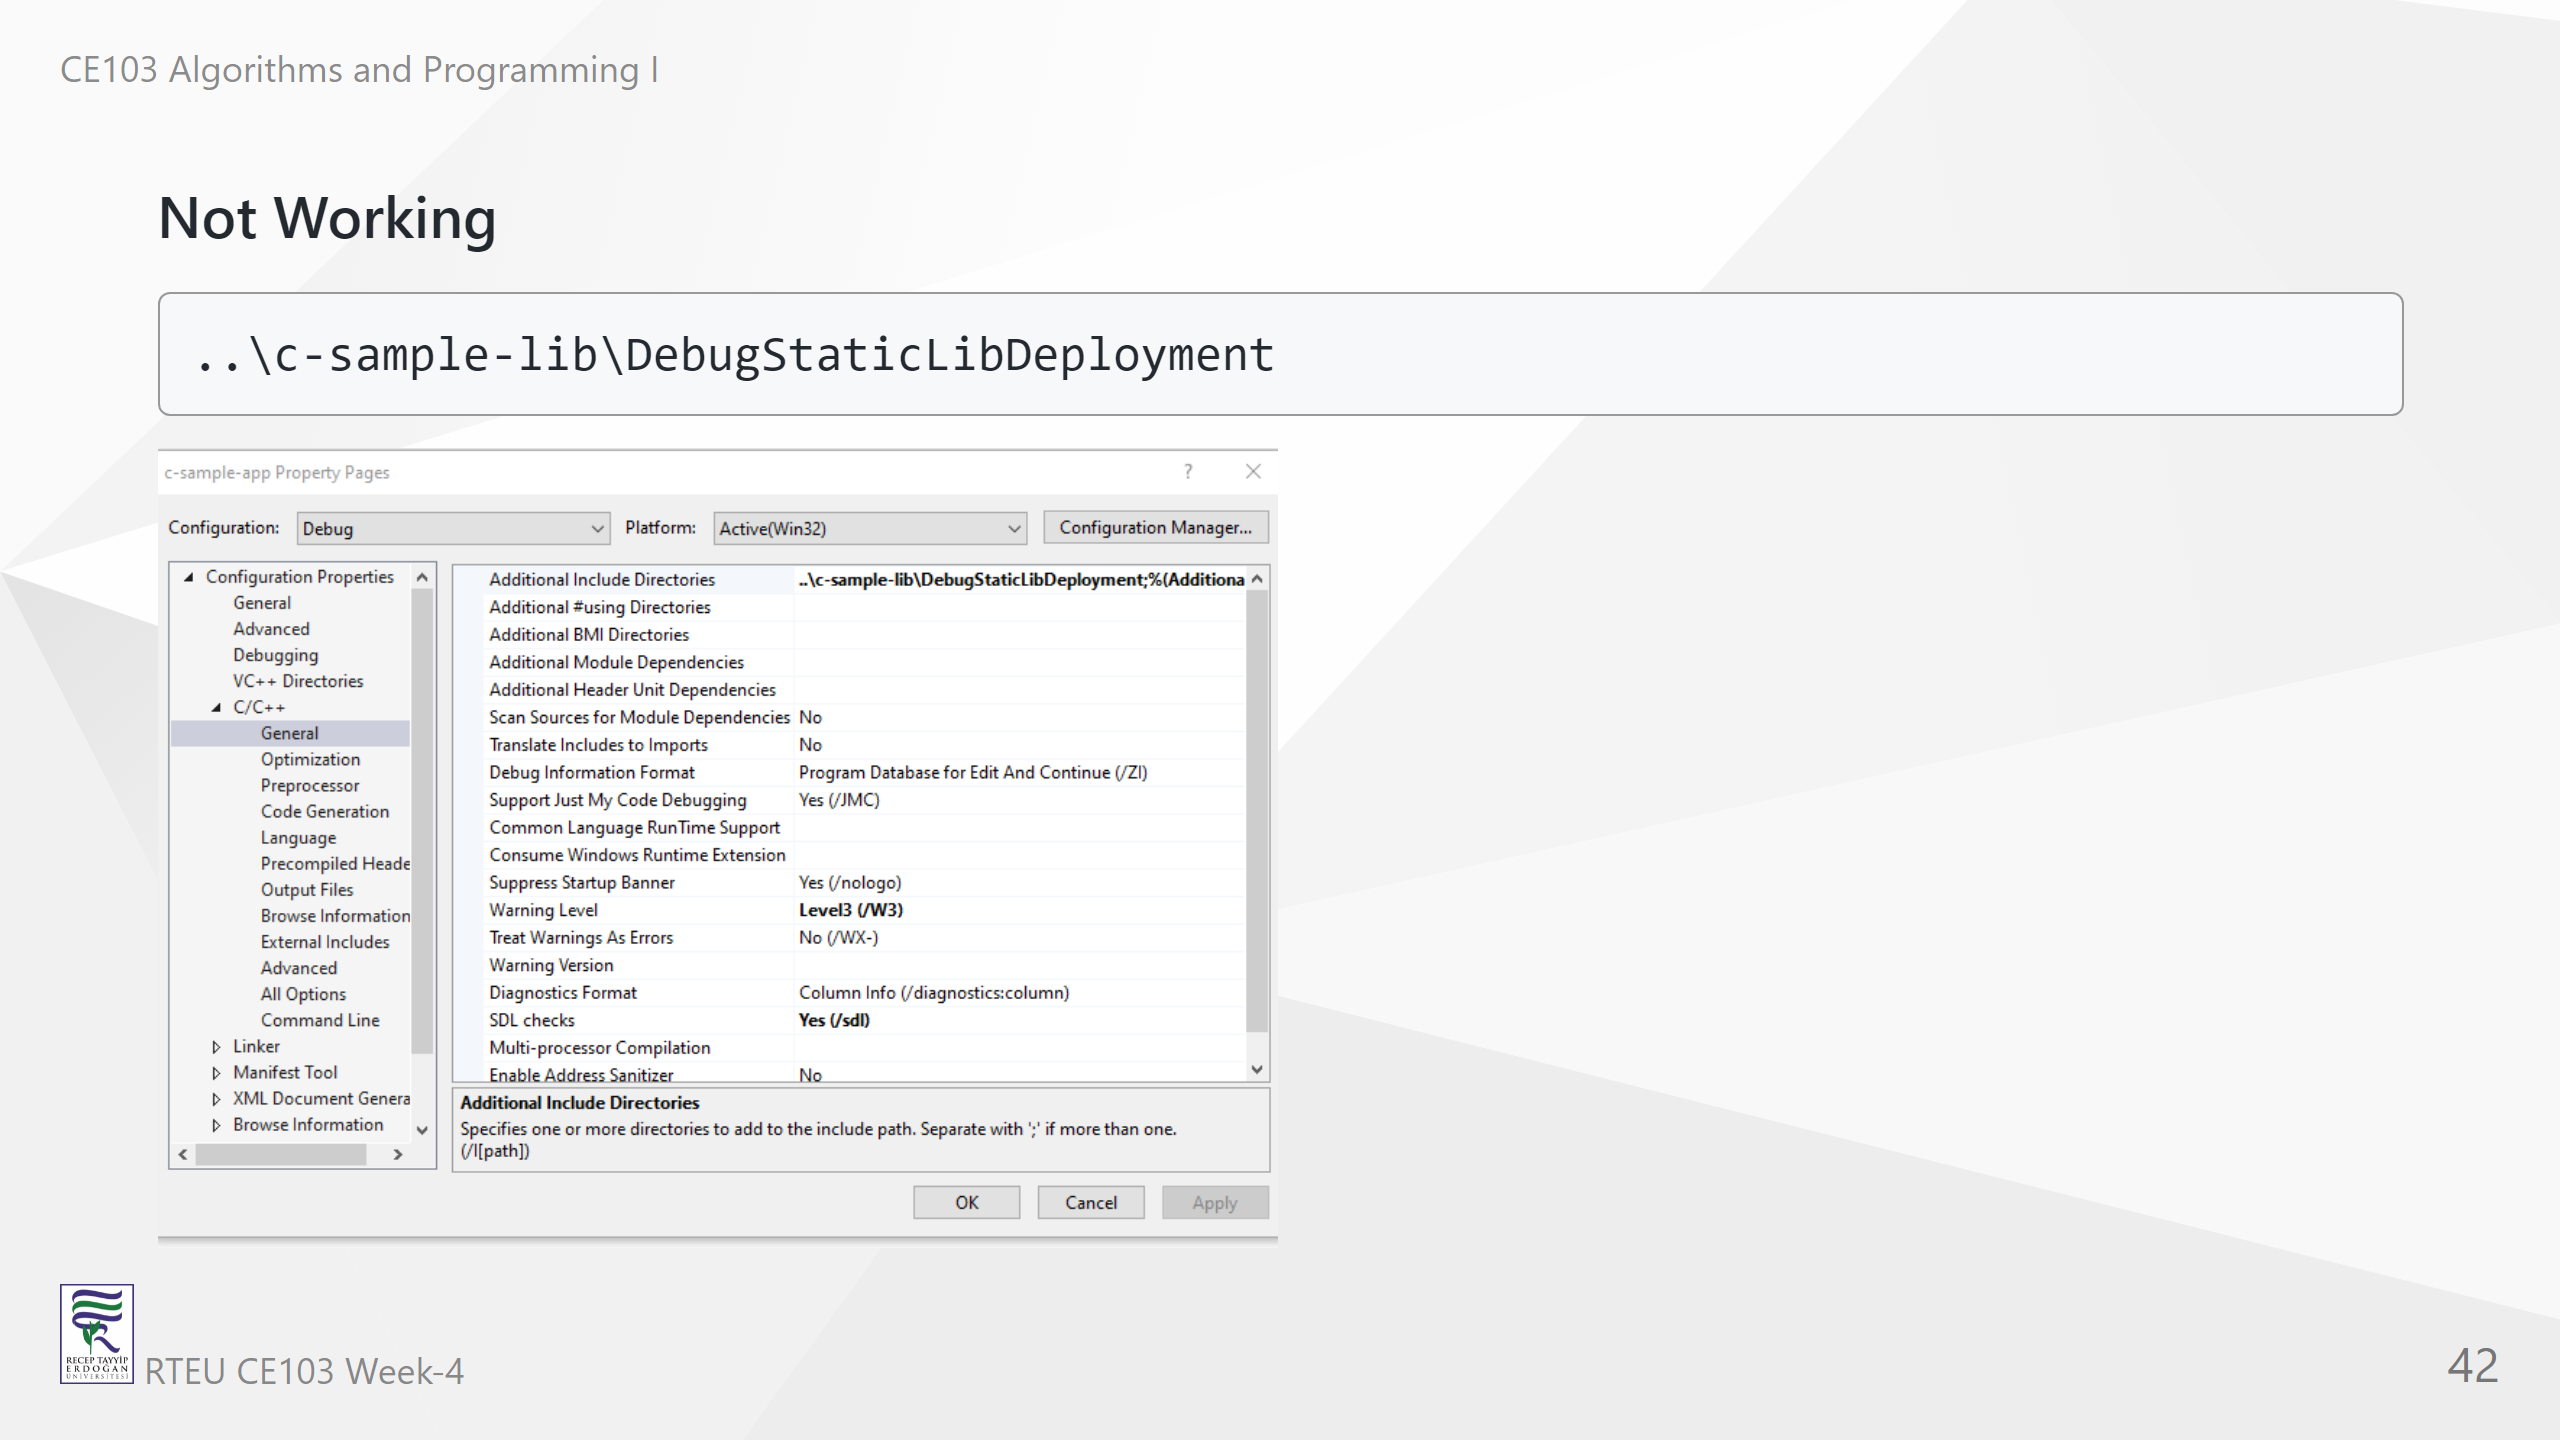 CE103 Algorithms and Programming I
Not Working
..\c-sample-lib\DebugStaticLibDeployment
c-sample-app Property Pages
?
Configuration: Debug Platform: Active(Win32) Configuration Manager...
Configuration Properties
General
Advanced
Debugging
VC++ Directories
C/C++
General
Optimization
Preprocessor
Code Generation
Language
Precompiled Heade
Output Files
Browse Information
External Includes
Advanced
All Options
Command Line
Linker
Manifest Tool
XML Document Genera
Browse Information
Additional Include Directories ..\c-sample-lib\DebugStaticLibDeployment;%(Additiona
Additional #using Directories
Additional BMI Directories
Additional Module Dependencies
Additional Header Unit Dependencies
Scan Sources for Module Dependencies No
Translate Includes to Imports No
Debug Information Format Program Database for Edit And Continue (/ZI)
Support Just My Code Debugging Yes (/JMC)
Common Language RunTime Support
Consume Windows Runtime Extension
Suppress Startup Banner Yes (/nologo)
Warning Level Level3 (/W3)
Treat Warnings As Errors No (/WX-)
Warning Version
Diagnostics Format Column Info (/diagnostics:column)
SDL checks Yes (/sdl)
Multi-processor Compilation
Enable Address Sanitizer No
Additional Include Directories
Specifies one or more directories to add to the include path. Separate with ';' if more than one.
(/I[path])
OK Cancel Apply
RECEP TAYYİP
ERDOĞAN
ÜNİVERSİTESİ
RTEU CE103 Week-4
42